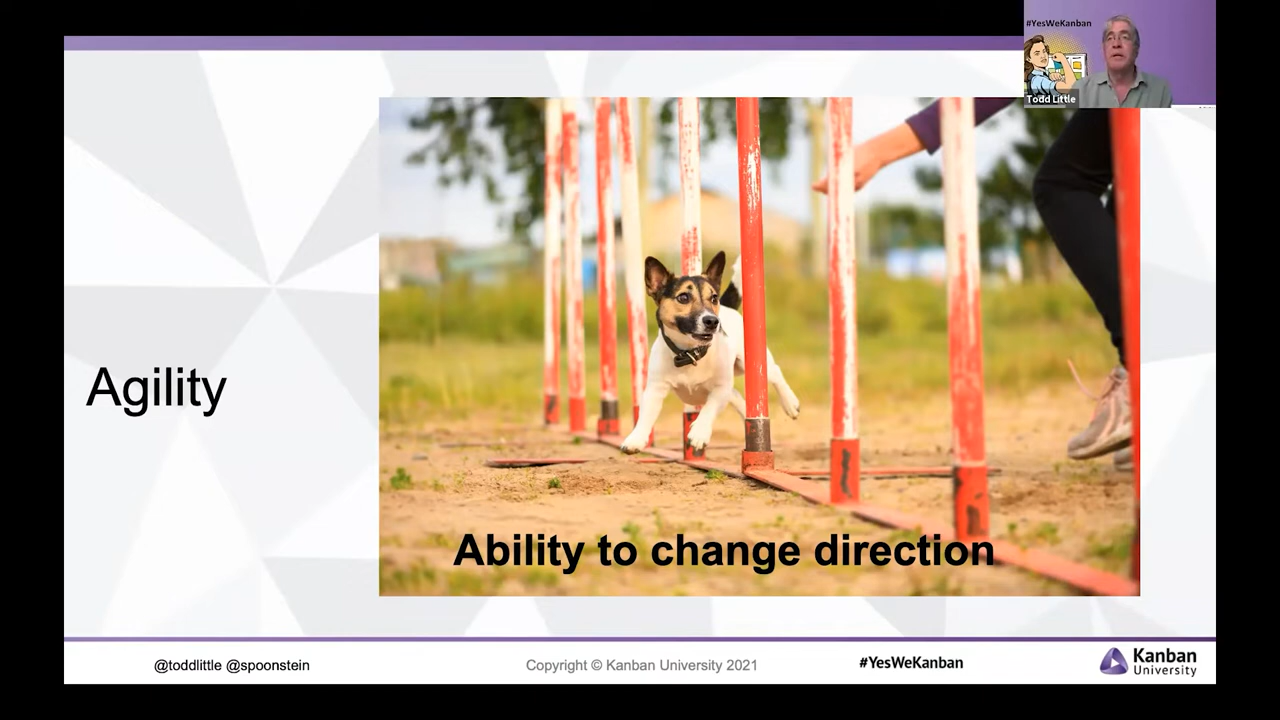 #YesWeKanban
Todd Little
Agility
Ability to change direction
@toddlittle @spoonstein
Copyright © Kanban University 2021
#YesWeKanban
Kanban
University